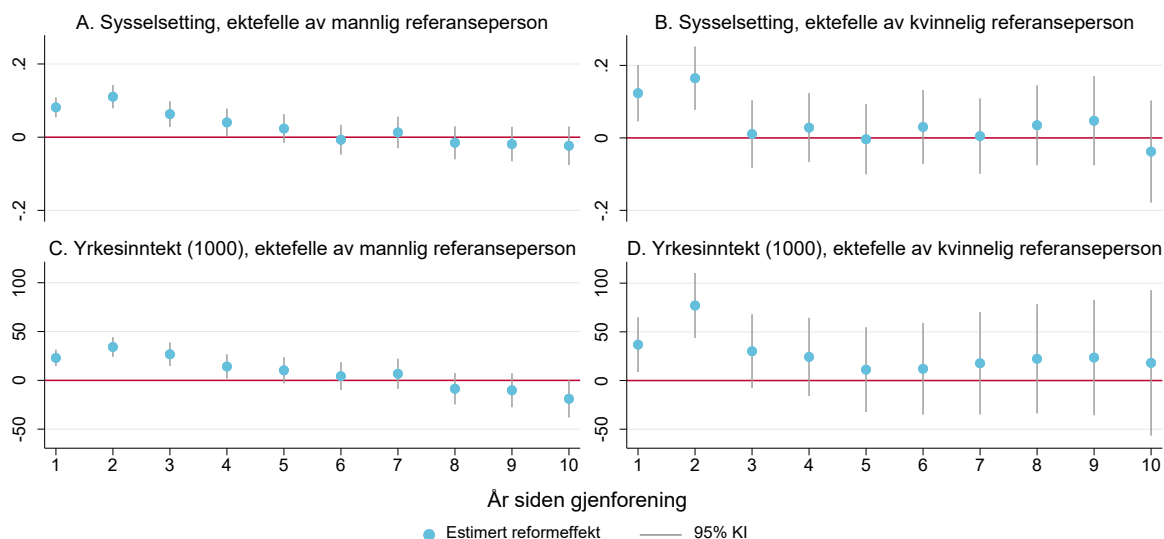 A. Sysselsetting, ektefelle av mannlig referanseperson
B. Sysselsetting, ektefelle av kvinnelig referanseperson
.2
0
-.2
.2
0
-.2
C. Yrkesinntekt (1000), ektefelle av mannlig referanseperson
D. Yrkesinntekt (1000), ektefelle av kvinnelig referanseperson
100
50
0
-50
100
50
0
-50
1 2 3 4 5 6 7 8 9 10
1 2 3 4 5 6 7 8 9 10
År siden gjenforening
Estimert reformeffekt 95% KI